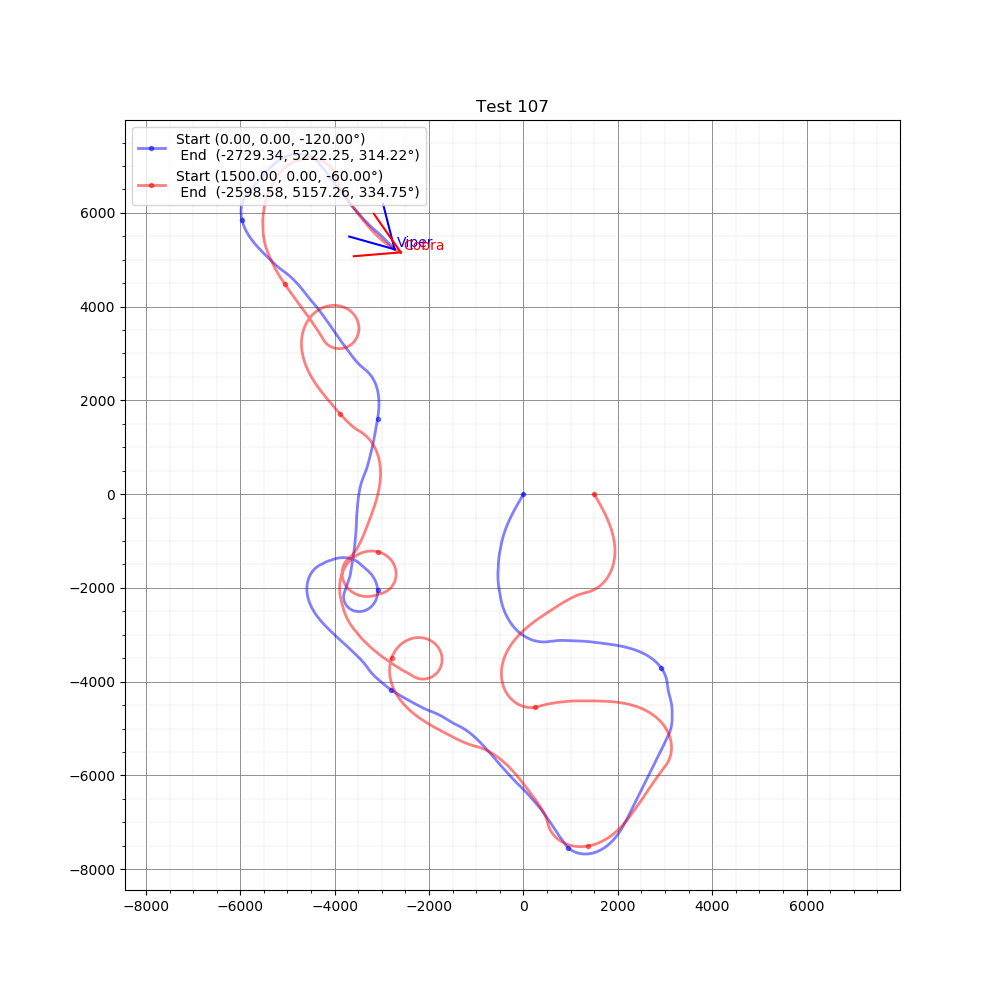 Test 107
Start (0.00, 0.00, -120.00°)
End (-2729.34, 5222.25, 314.22°)
Start (1500.00, 0.00, -60.00°)
End (-2598.58, 5157.26, 334.75°)
Viper
Cobra
6000
4000
2000
0
−2000
−4000
−6000
−8000
−8000 −6000 −4000 −2000 0 2000 4000 6000